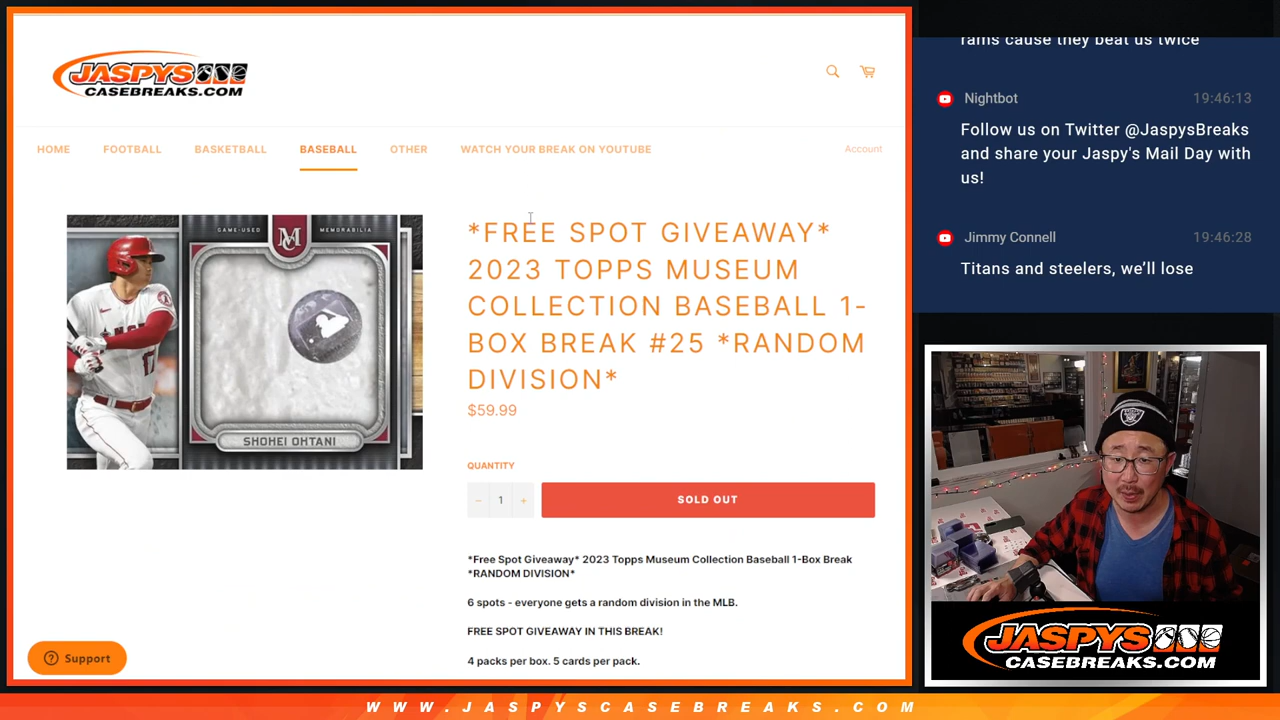 JASPYS
CASEBREAKS.COM
HOME
FOOTBALL
BASKETBALL
BASEBALL
OTHER
WATCH YOUR BREAK ON YOUTUBE
Account
GAME-USED
MEMORABILIA
M
SHOHEI OHTANI
*FREE SPOT GIVEAWAY*
2023 TOPPS MUSEUM
COLLECTION BASEBALL 1-
BOX BREAK #25 *RANDOM
DIVISION*
$59.99
QUANTITY
− 1 +
SOLD OUT
*Free Spot Giveaway* 2023 Topps Museum Collection Baseball 1-Box Break
*RANDOM DIVISION*
6 spots - everyone gets a random division in the MLB.
FREE SPOT GIVEAWAY IN THIS BREAK!
4 packs per box. 5 cards per pack.
Support
rams cause they beat us twice
Nightbot 19:46:13
Follow us on Twitter @JaspysBreaks
and share your Jaspy's Mail Day with
us!
Jimmy Connell 19:46:28
Titans and steelers, we’ll lose
JASPYS
CASEBREAKS.COM
WWW.JASPYSCASEBREAKS.COM